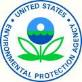 UNITED STATES
ENVIRONMENTAL PROTECTION AGENCY